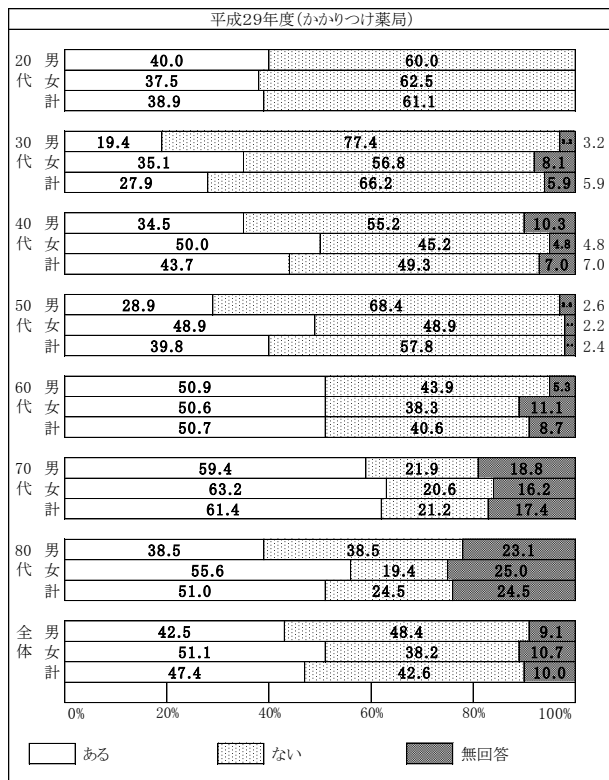 平成29年度(かかりつけ薬局)
20 男 40.0 60.0
代 女 37.5 62.5
計 38.9 61.1
30 男 19.4 77.4 3.2
代 女 35.1 56.8 8.1
計 27.9 66.2 5.9 5.9
40 男 34.5 55.2 10.3
代 女 50.0 45.2 4.8 4.8
計 43.7 49.3 7.0 7.0
50 男 28.9 68.4 2.6
代 女 48.9 48.9 2.2
計 39.8 57.8 2.4
60 男 50.9 43.9 5.3
代 女 50.6 38.3 11.1
計 50.7 40.6 8.7
70 男 59.4 21.9 18.8
代 女 63.2 20.6 16.2
計 61.4 21.2 17.4
80 男 38.5 38.5 23.1
代 女 55.6 19.4 25.0
計 51.0 24.5 24.5
全 男 42.5 48.4 9.1
体 女 51.1 38.2 10.7
計 47.4 42.6 10.0
0% 20% 40% 60% 80% 100%
ある ない 無回答